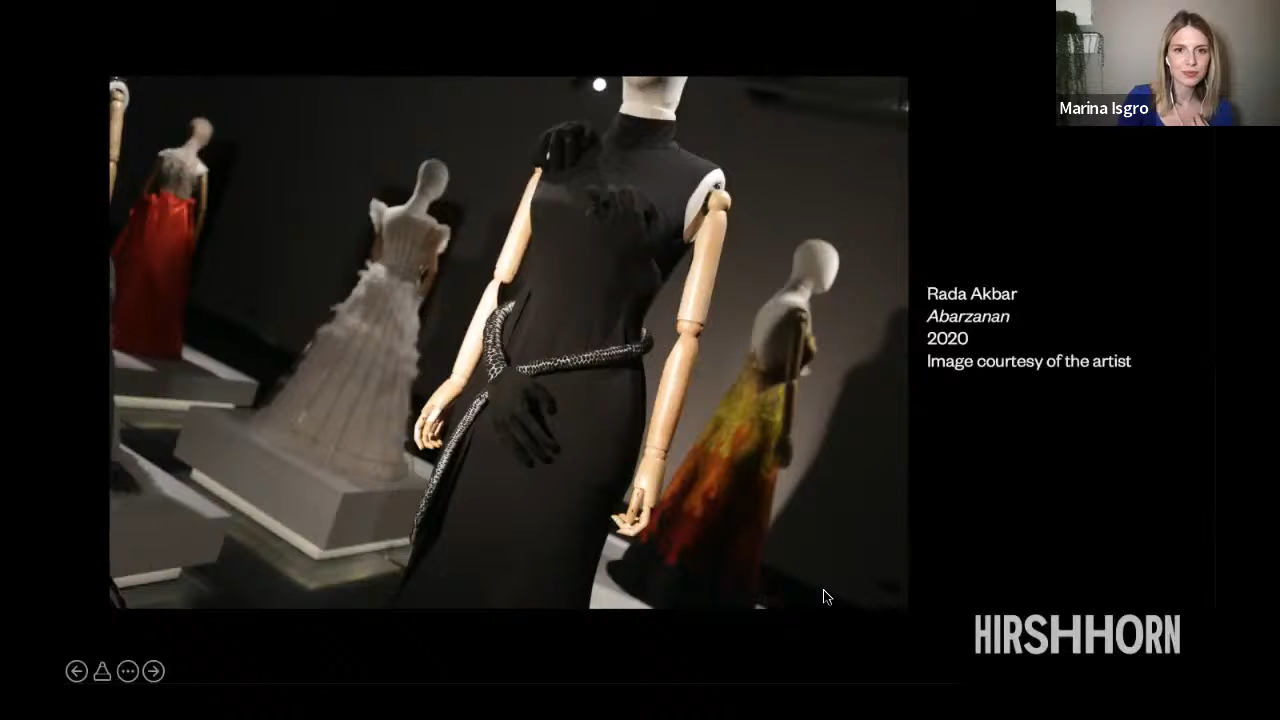 Marina Isgro
Rada Akbar
Abarzanan
2020
Image courtesy of the artist
HIRSHHORN